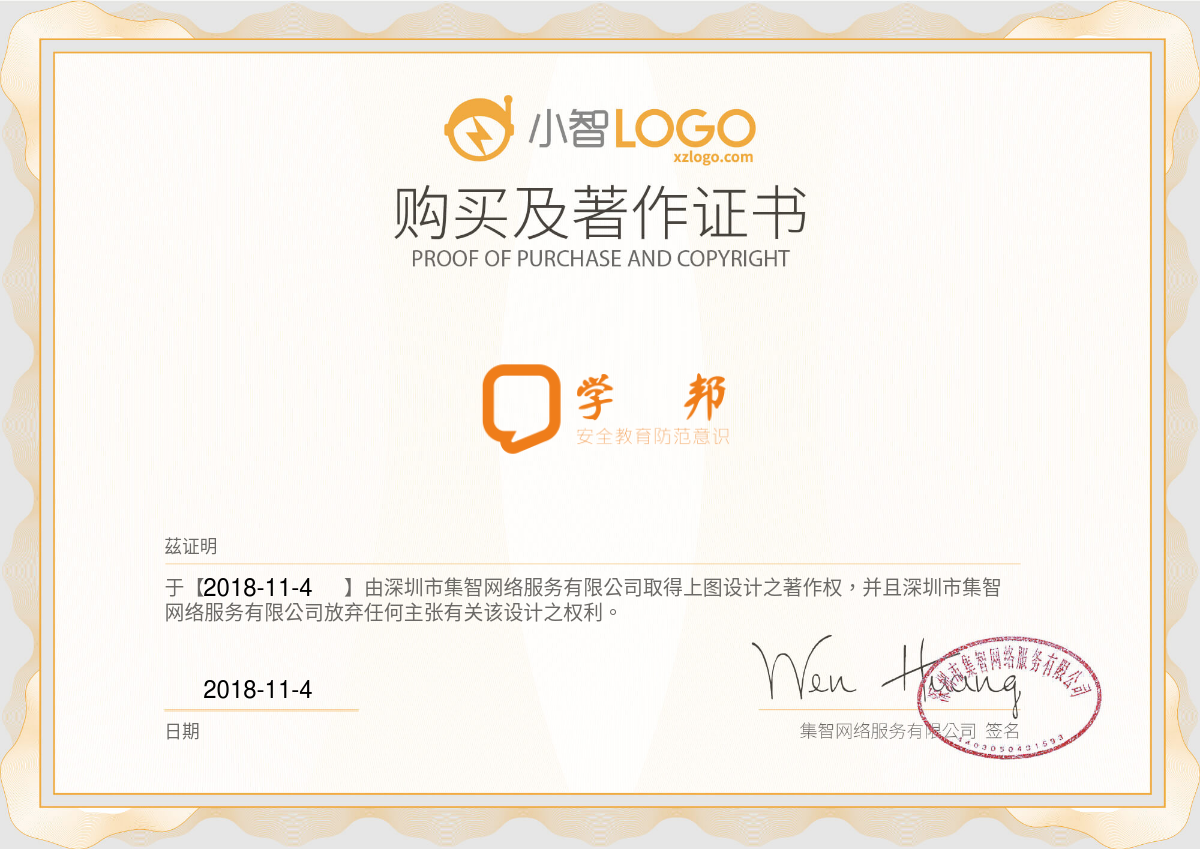 小智LOGO
xzlogo.com
购买及著作证书
PROOF OF PURCHASE AND COPYRIGHT
学 邦
安全教育防范意识
茲证明
于【2018-11-4 】由深圳市集智网络服务有限公司取得上图设计之著作权，并且深圳市集智
网络服务有限公司放弃任何主张有关该设计之权利。
Wen Huang
深圳市集智网络服务有限公司
2018-11-4
日期
集智网络服务有限公司 签名